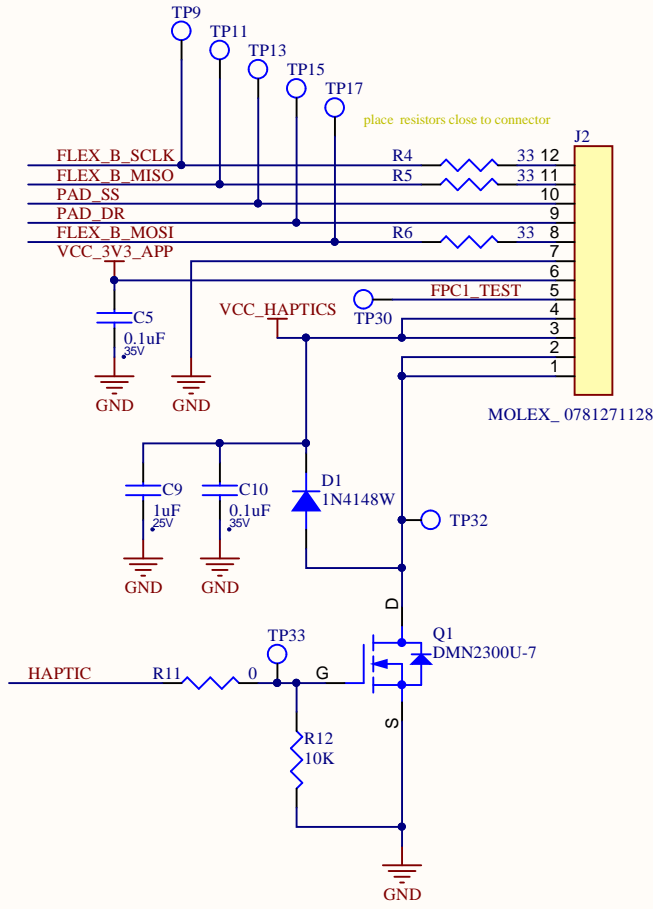 TP9
TP11
TP13
TP15
TP17
place resistors close to connector
J2
FLEX_B_SCLK R4 33 12
FLEX_B_MISO R5 33 11
PAD_SS 10
PAD_DR 9
FLEX_B_MOSI R6 33 8
VCC_3V3_APP 7
6
FPC1_TEST 5
TP30
VCC_HAPTICS 4
3
2
1
C5
0.1uF
35V
GND
GND
MOLEX_ 0781271128
C9
1uF
25V
GND
C10
0.1uF
35V
GND
D1
1N4148W
TP32
D
Q1
DMN2300U-7
TP33
HAPTIC R11 0 G
S
R12
10K
GND